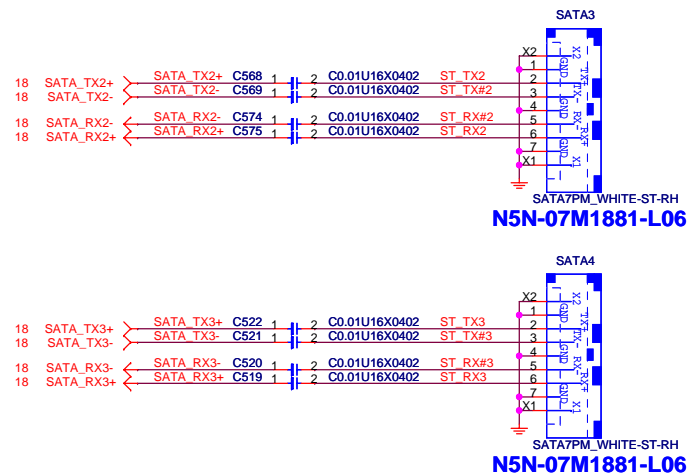 SATA3
X2 X2
1 GND
18 SATA_TX2+ SATA_TX2+ C568 1 2 C0.01U16X0402 ST_TX2 2 TX+
18 SATA_TX2- SATA_TX2- C569 1 2 C0.01U16X0402 ST_TX#2 3 TX-
4 GND
18 SATA_RX2- SATA_RX2- C574 1 2 C0.01U16X0402 ST_RX#2 5 RX-
18 SATA_RX2+ SATA_RX2+ C575 1 2 C0.01U16X0402 ST_RX2 6 RX+
7 GND
X1 X1
SATA7PM_WHITE-ST-RH
N5N-07M1881-L06
SATA4
X2 X2
1 GND
18 SATA_TX3+ SATA_TX3+ C522 1 2 C0.01U16X0402 ST_TX3 2 TX+
18 SATA_TX3- SATA_TX3- C521 1 2 C0.01U16X0402 ST_TX#3 3 TX-
4 GND
18 SATA_RX3- SATA_RX3- C520 1 2 C0.01U16X0402 ST_RX#3 5 RX-
18 SATA_RX3+ SATA_RX3+ C519 1 2 C0.01U16X0402 ST_RX3 6 RX+
7 GND
X1 X1
SATA7PM_WHITE-ST-RH
N5N-07M1881-L06